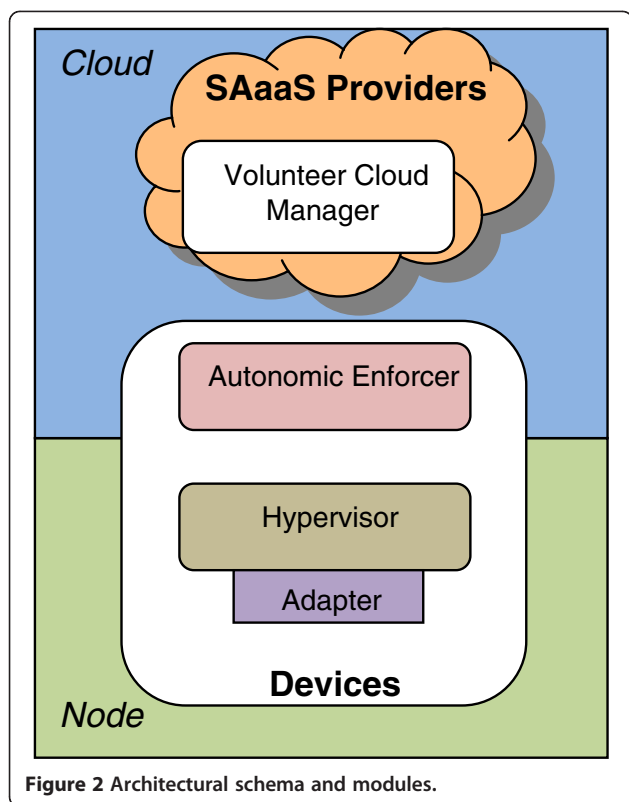 Cloud
SAaaS Providers
Volunteer Cloud
Manager
Autonomic Enforcer
Hypervisor
Adapter
Devices
Node
Figure 2 Architectural schema and modules.